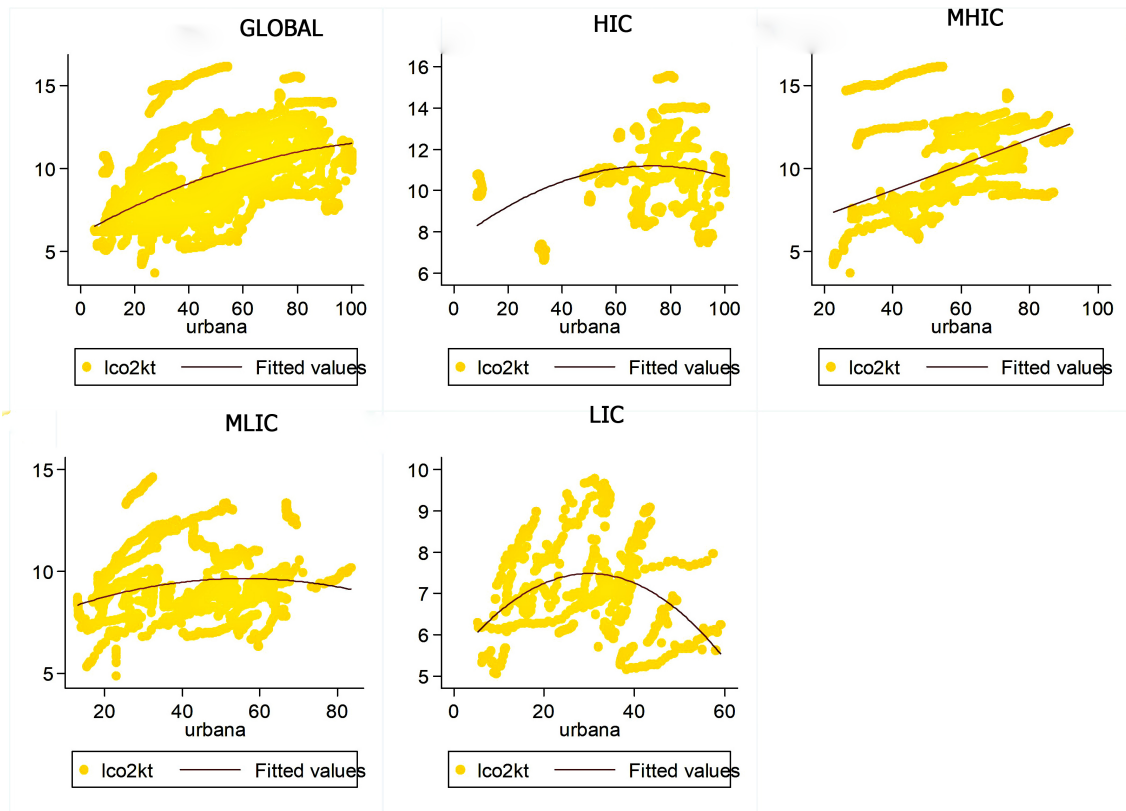 GLOBAL
15
10
5
0 20 40 60 80 100
urbana
lco2kt Fitted values
HIC
16
14
12
10
8
6
0 20 40 60 80 100
urbana
lco2kt Fitted values
MHIC
15
10
5
20 40 60 80 100
urbana
lco2kt Fitted values
MLIC
15
10
5
20 40 60 80
urbana
lco2kt Fitted values
LIC
10
9
8
7
6
5
0 20 40 60
urbana
lco2kt Fitted values